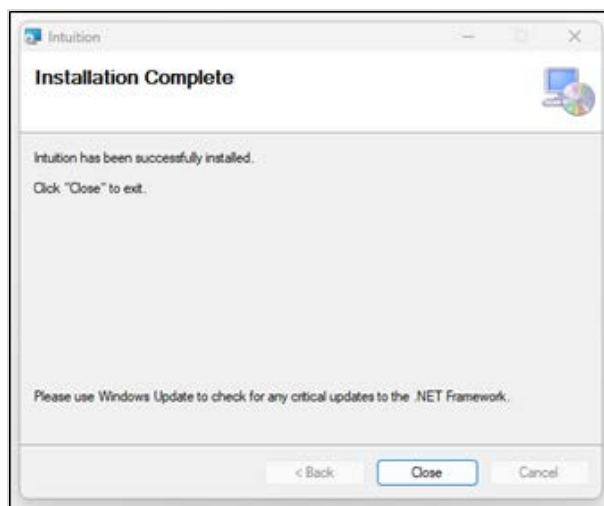 Intuition
Installation Complete
Intuition has been successfully installed.
Click "Close" to exit.
Please use Windows Update to check for any critical updates to the .NET Framework.
< Back
Close
Cancel